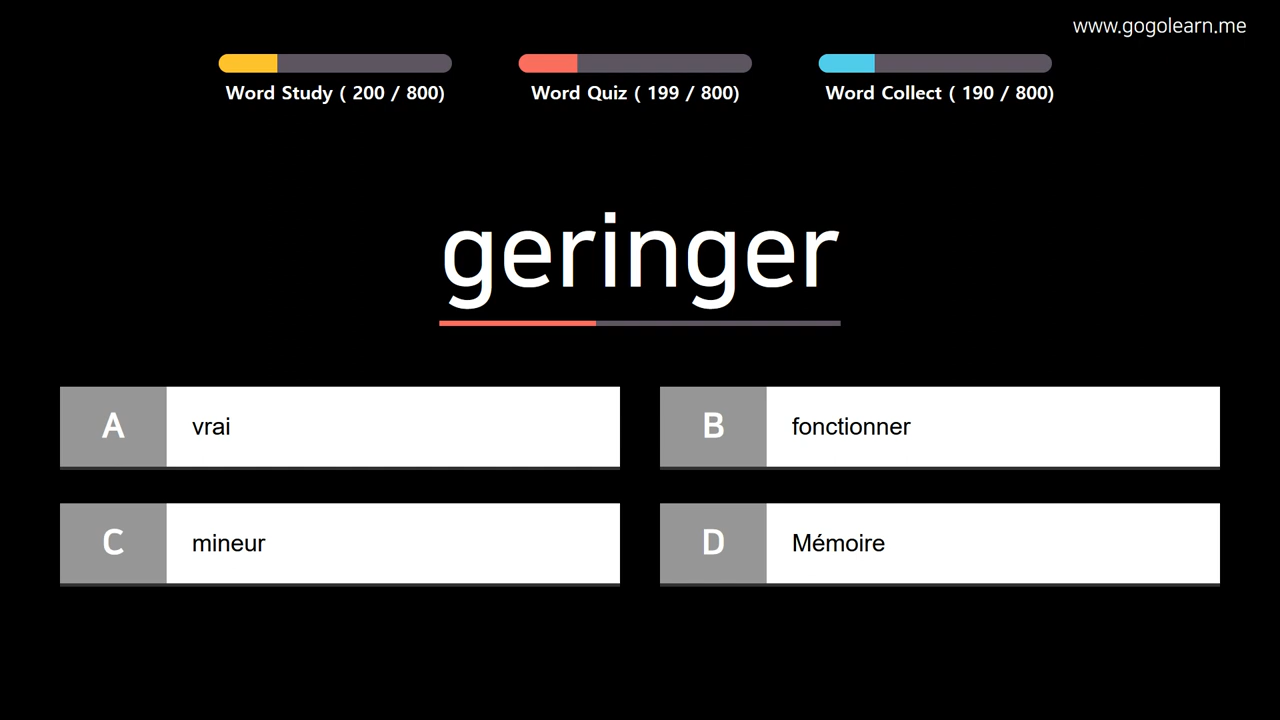 www.gogolearn.me
Word Study ( 200 / 800)
Word Quiz ( 199 / 800)
Word Collect ( 190 / 800)
geringer
A vrai
B fonctionner
C mineur
D Mémoire